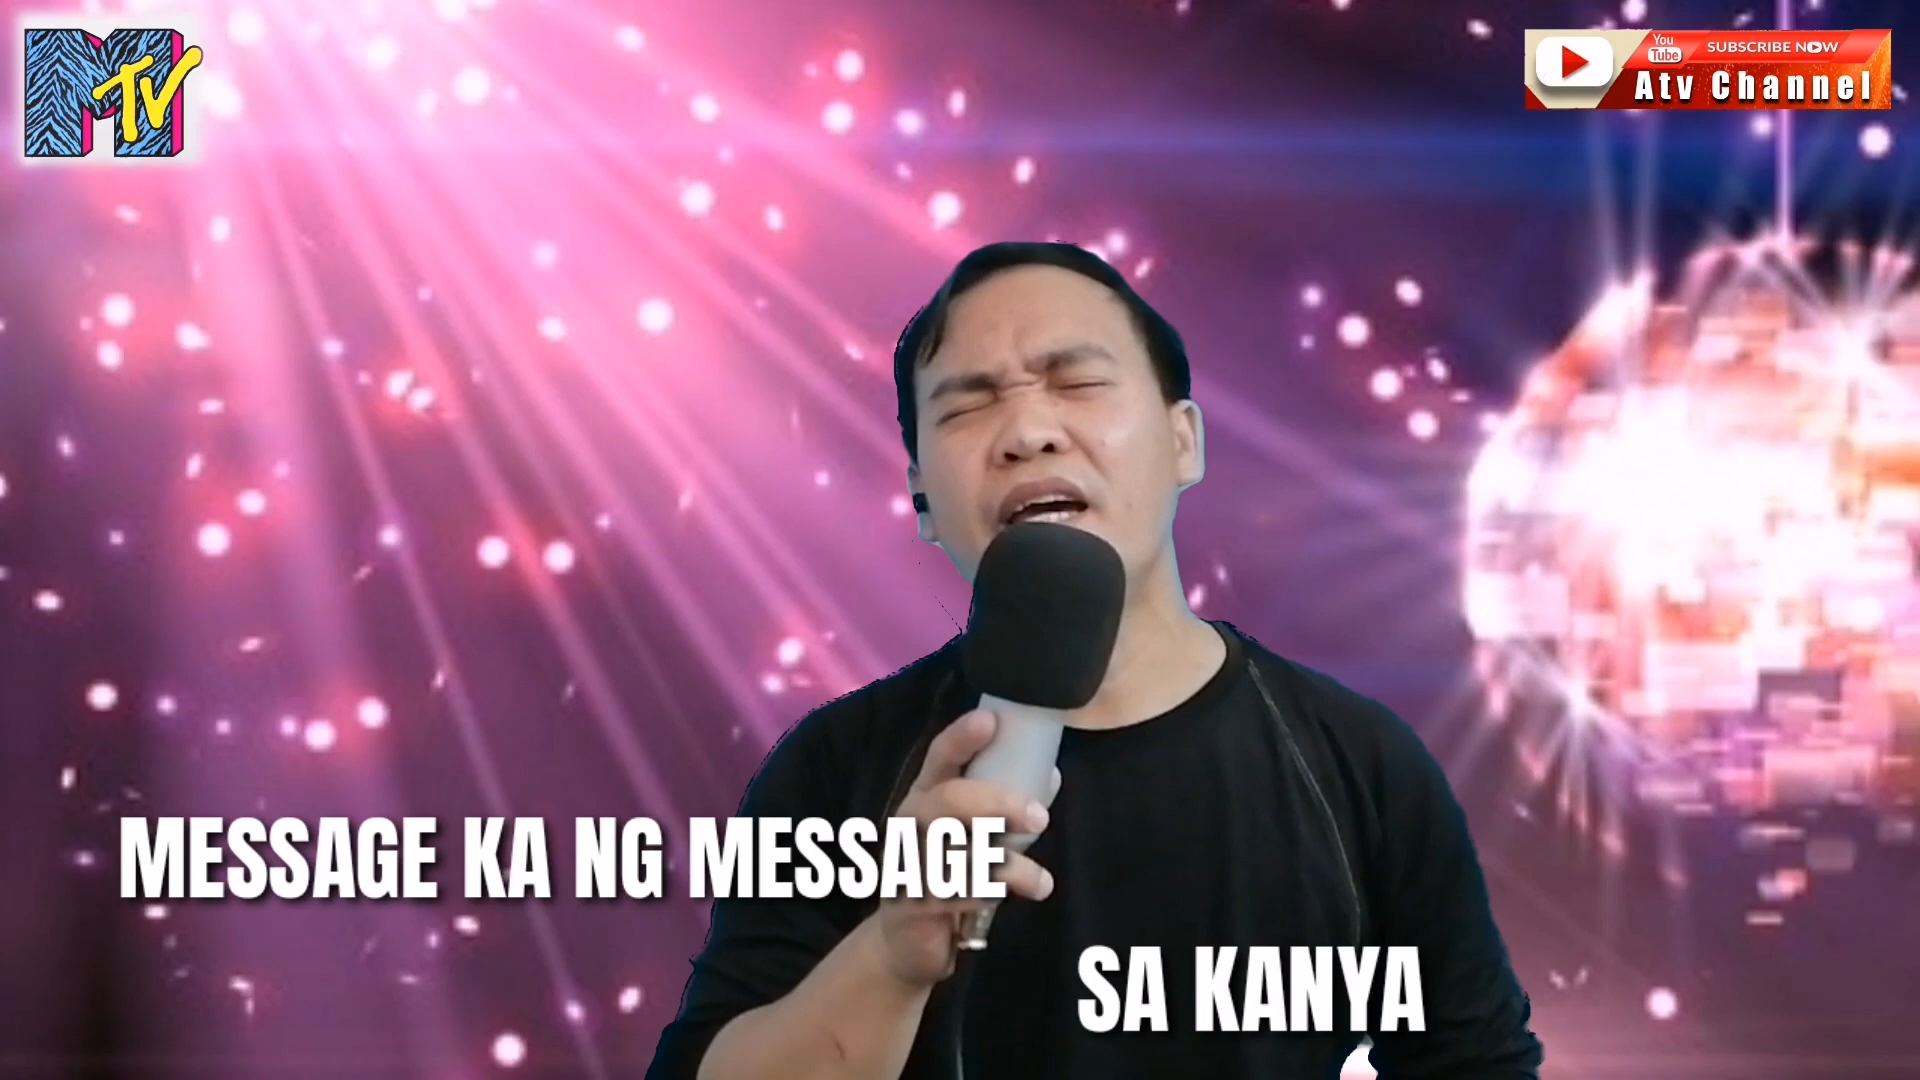 MTV
You
Tube
SUBSCRIBE NOW
Atv Channel
MESSAGE KA NG MESSAGE
SA KANYA